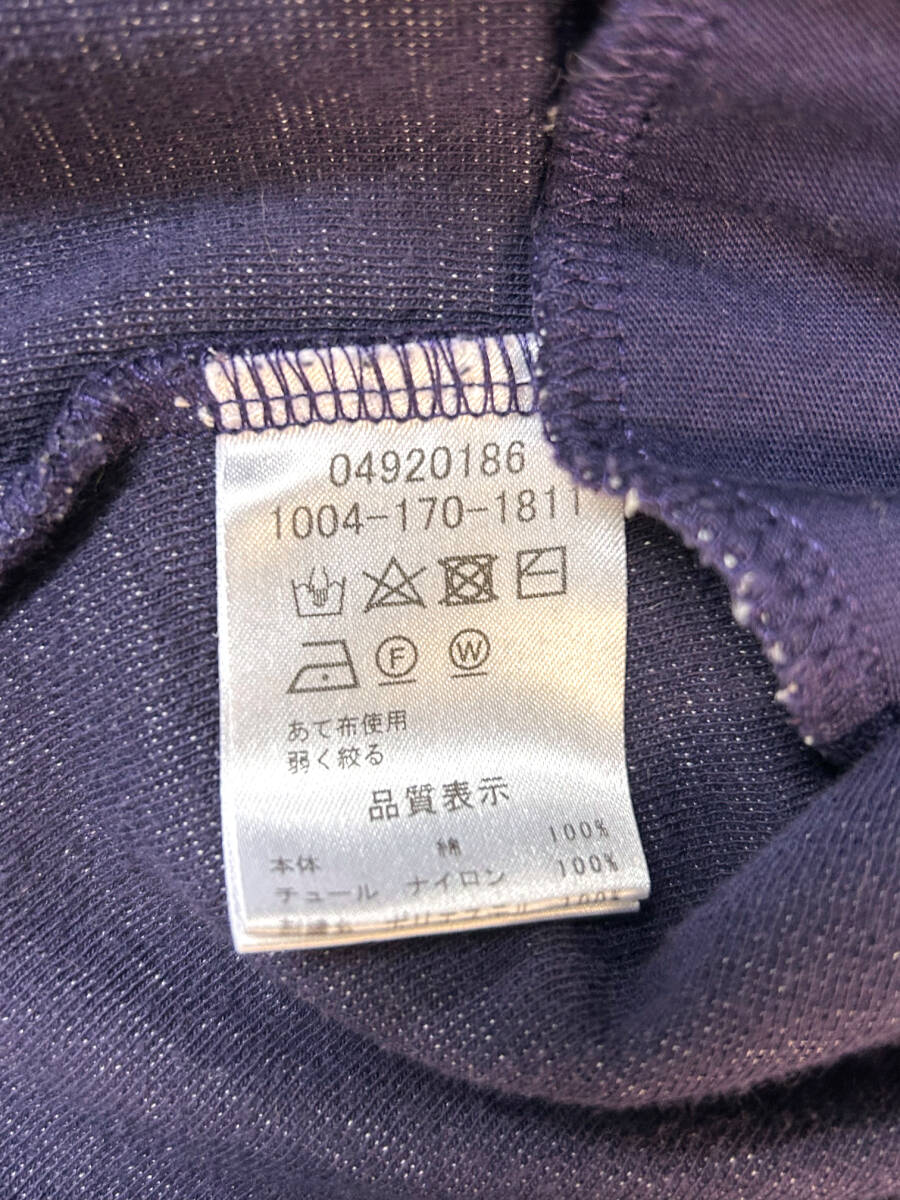 04920186
1004-170-1811
F W
あて布使用
弱く絞る
品質表示
本体 綿 100%
チュール ナイロン 100%
100%